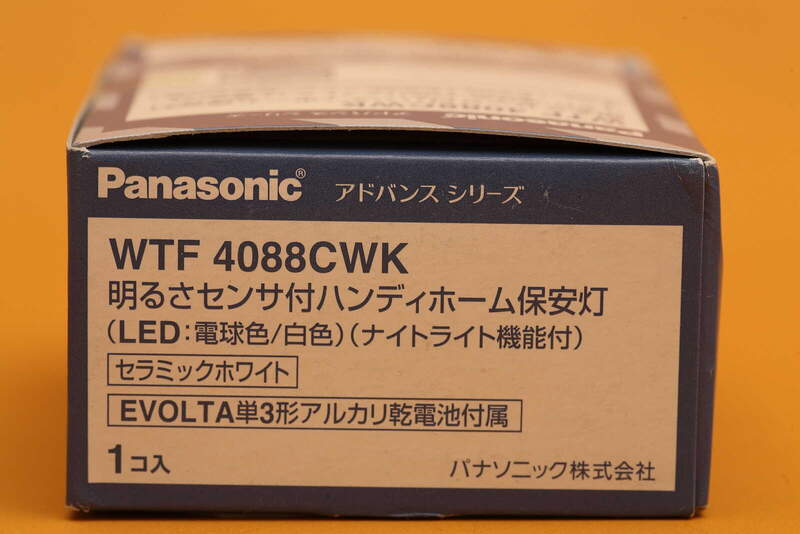 Panasonic® アドバンス シリーズ
WTF 4088CWK
明るさセンサ付ハンディホーム保安灯
(LED:電球色/白色)(ナイトライト機能付)
セラミックホワイト
EVOLTA単3形アルカリ乾電池付属
1コ入 パナソニック株式会社